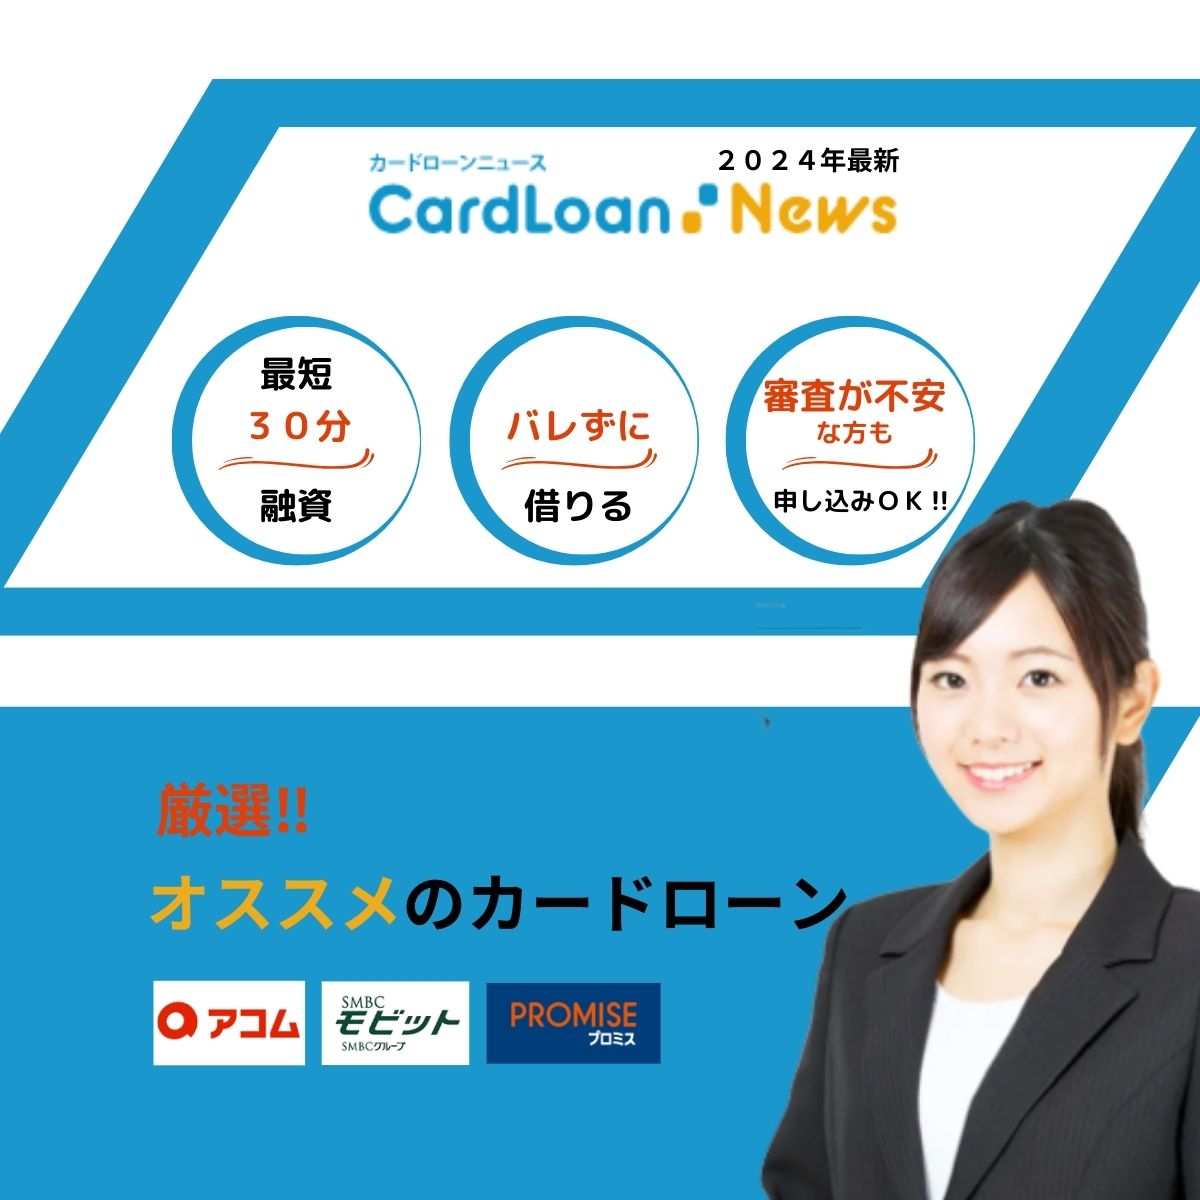 カードローンニュース
２０２４年最新
CardLoan News
最短
３０分
融資
バレずに
借りる
審査が不安
な方も
申し込みＯＫ‼
厳選‼
オススメのカードローン
アコム
SMBC
モビット
SMBCグループ
PROMISE
プロミス